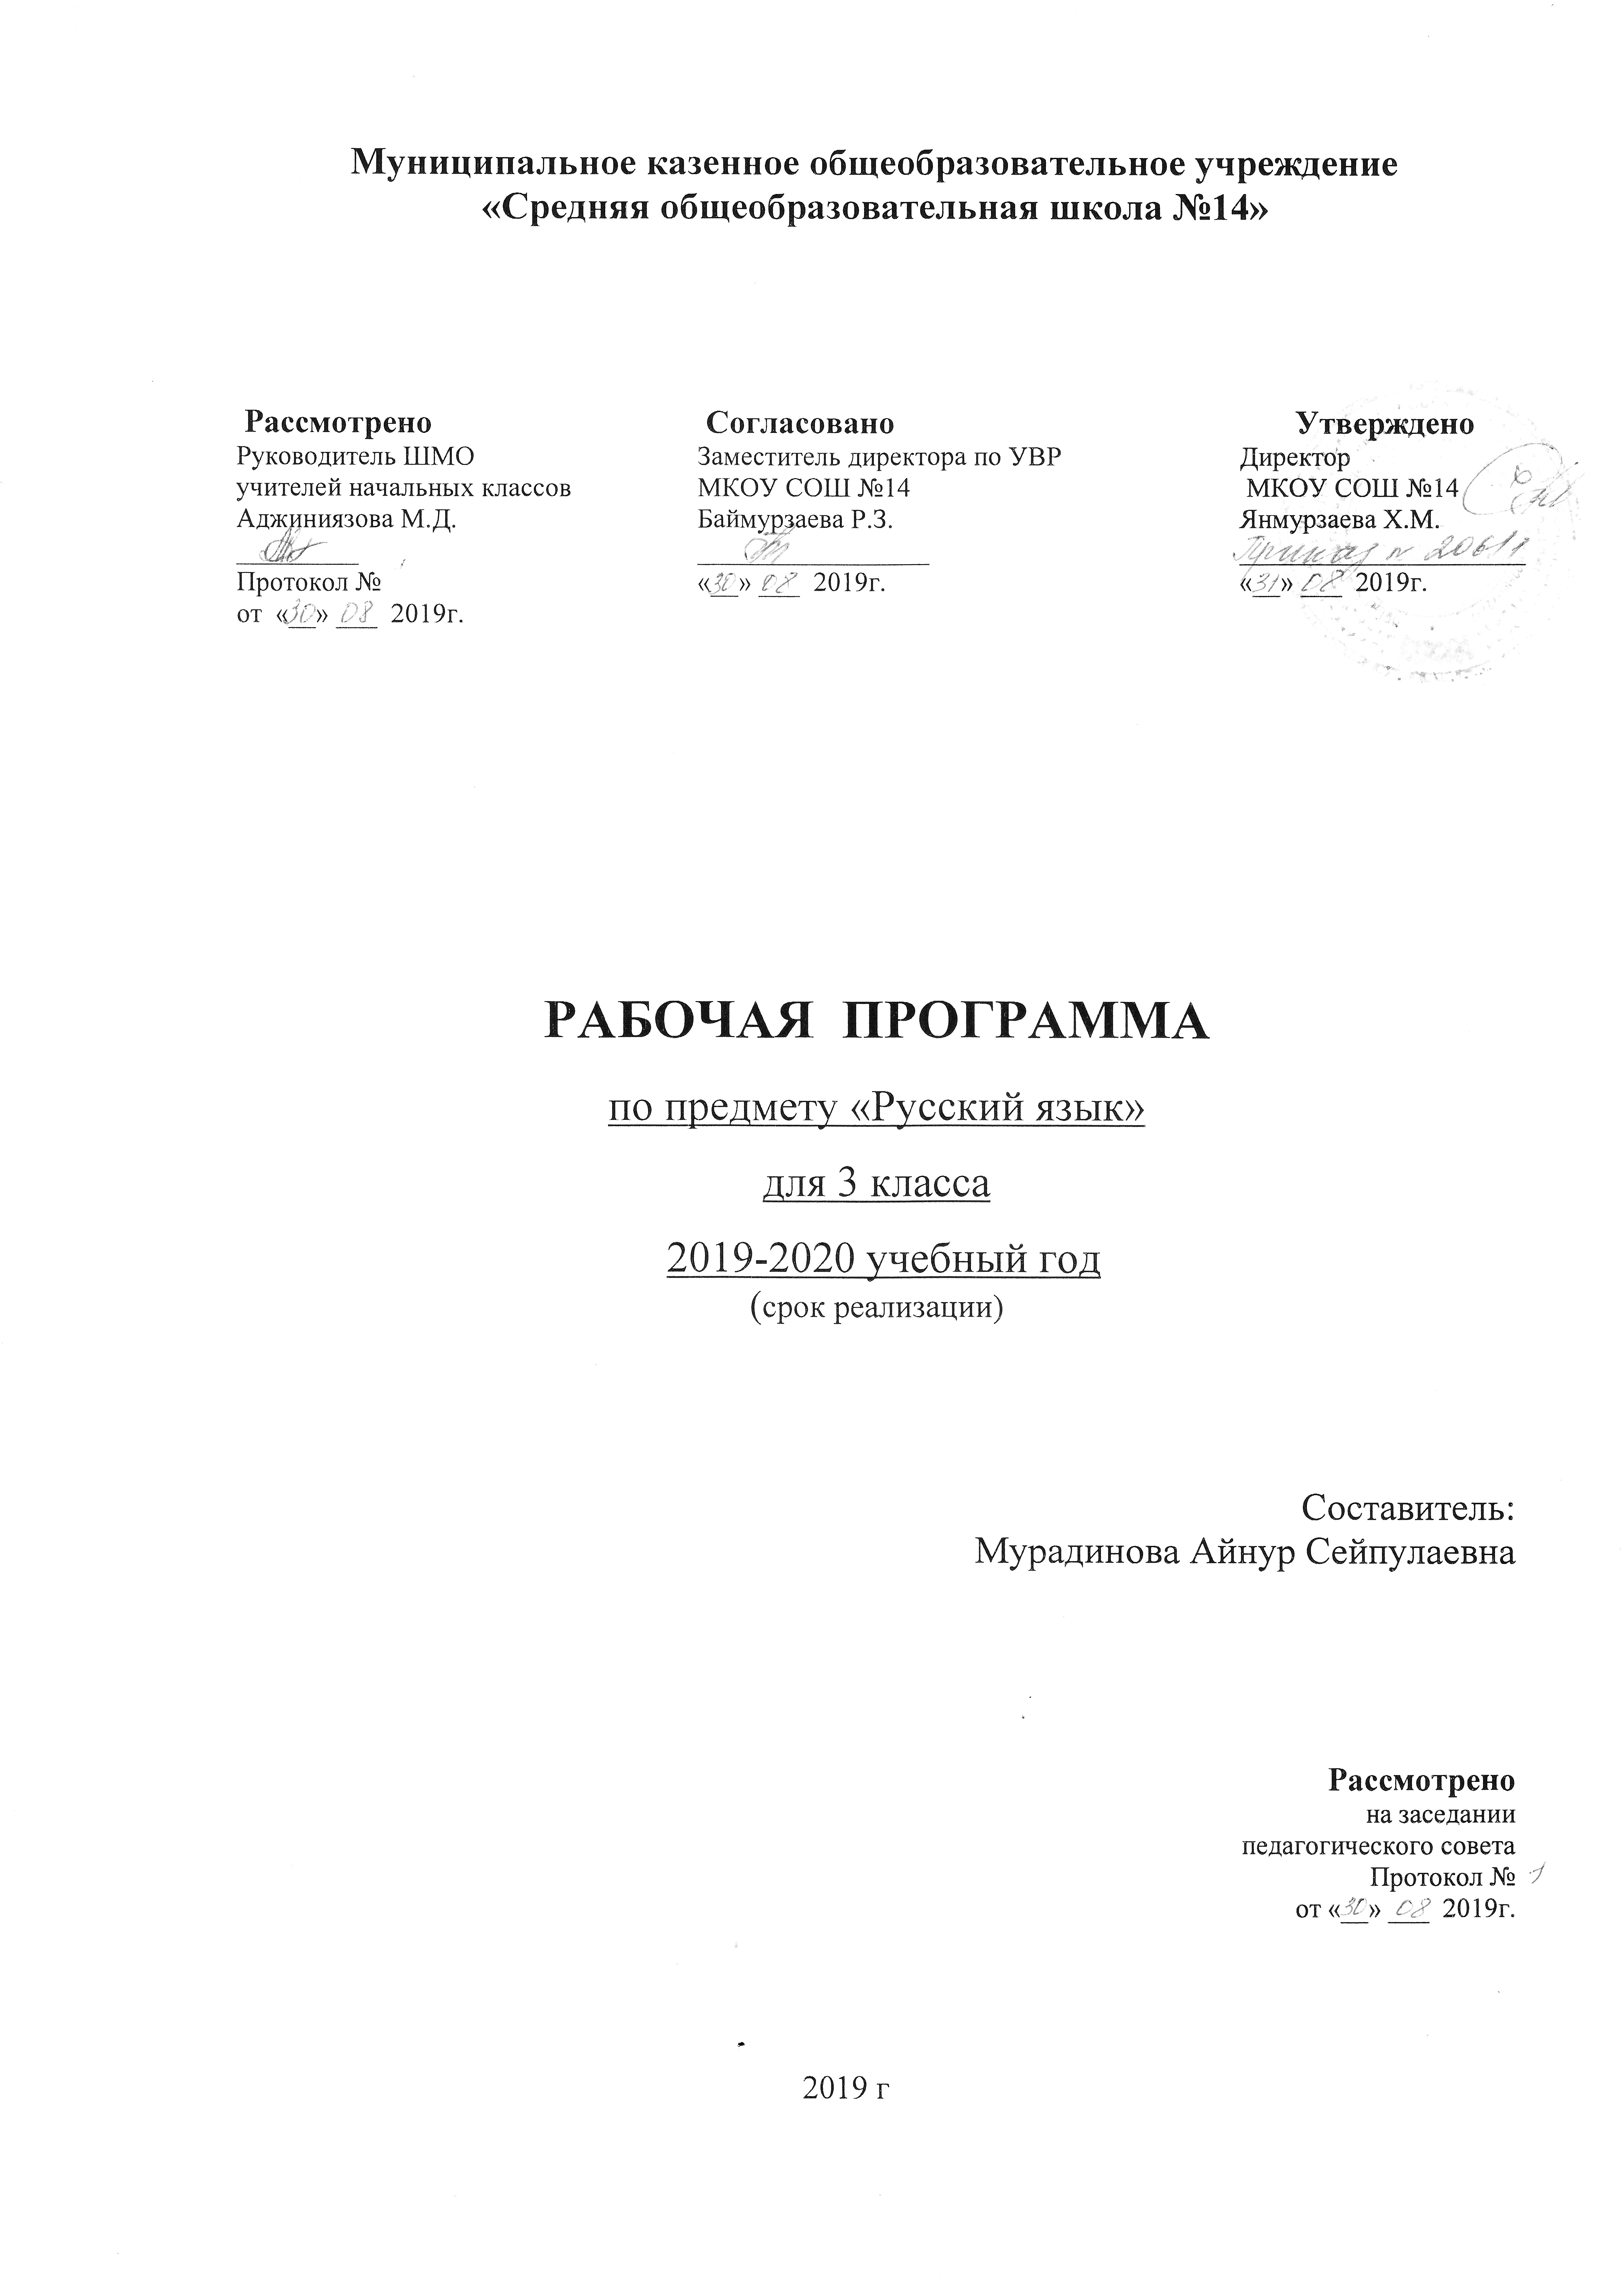 Муниципальное казенное общеобразовательное учреждение
«Средняя общеобразовательная школа №14»
Рассмотрено
Руководитель ШМО
учителей начальных классов
Аджиниязова М.Д.
Протокол №
от «30» 08 2019г.
Согласовано
Заместитель директора по УВР
МКОУ СОШ №14
Баймурзаева Р.З.
«30» 08 2019г.
Утверждено
Директор
МКОУ СОШ №14
Янмурзаева Х.М.
Приказ №
«31» 08 2019г.
РАБОЧАЯ ПРОГРАММА
по предмету «Русский язык»
для 3 класса
2019-2020 учебный год
(срок реализации)
Составитель:
Мурадинова Айнур Сейпулаевна
Рассмотрено
на заседании
педагогического совета
Протокол № 1
от «30» 08 2019г.
2019 г